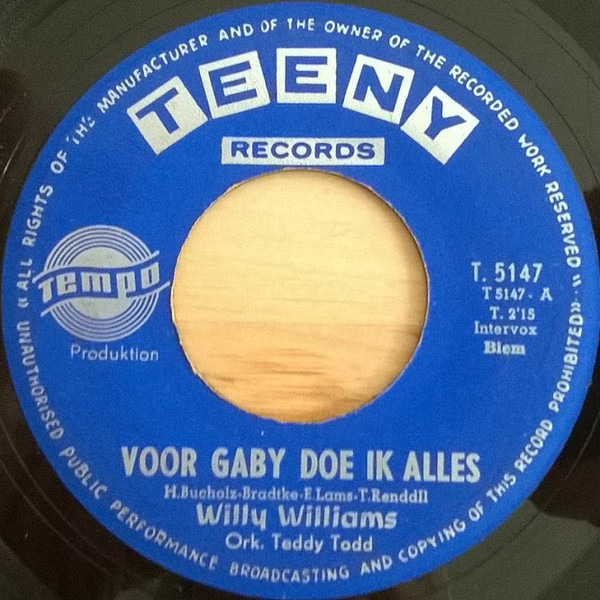 «ALL RIGHTS OF THE MANUFACTURER AND OF THE OWNER OF THE RECORDED WORK RESERVED“
TEENY
RECORDS
Tempo
Produktion
T. 5147
T 5147- A
T. 2'15
Intervox
Biem
VOOR GABY DOE IK ALLES
H.Bucholz-Bradtke-E.Lams-T.Renddll
Willy Williams
Ork. Teddy Todd
UNAUTHORISED PUBLIC PERFORMANCE BROADCASTING AND COPYING OF THIS RECORD PROHIBITED»